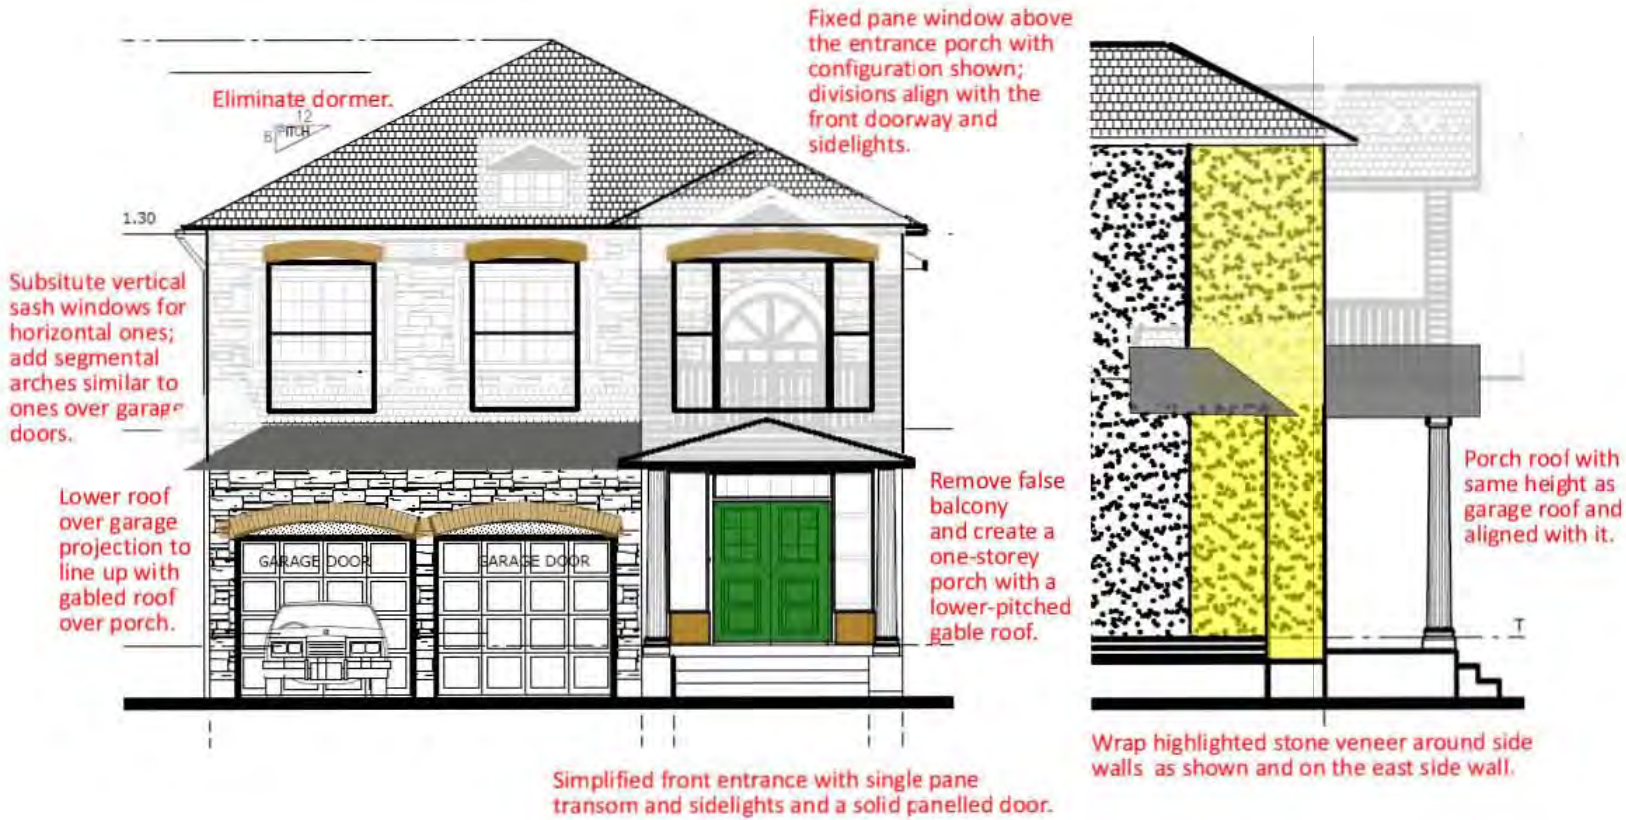 Fixed pane window above
the entrance porch with
configuration shown;
divisions align with the
front doorway and
sidelights.
Eliminate dormer.
12
8 PITCH
1.30
Subsitute vertical
sash windows for
horizontal ones;
add segmental
arches similar to
ones over garage
doors.
Lower roof
over garage
projection to
line up with
gabled roof
over porch.
GARAGE DOOR
GARAGE DOOR
Remove false
balcony
and create a
one-storey
porch with a
lower-pitched
gable roof.
Porch roof with
same height as
garage roof and
aligned with it.
T
Wrap highlighted stone veneer around side
walls as shown and on the east side wall.
Simplified front entrance with single pane
transom and sidelights and a solid panelled door.